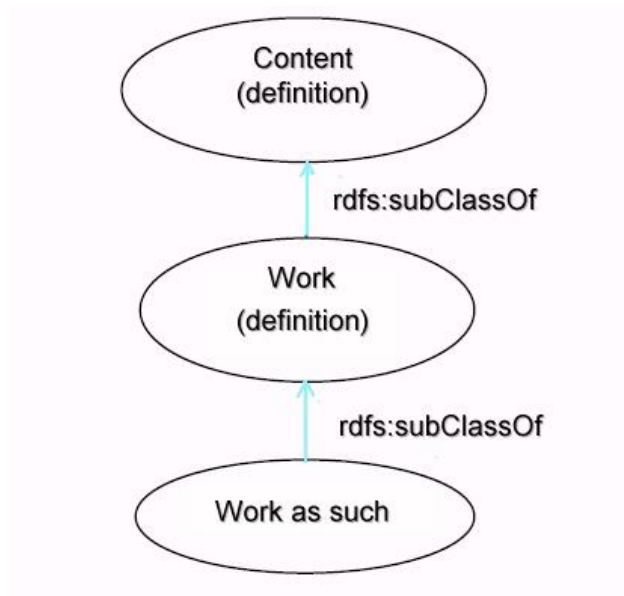 Content
(definition)
rdfs:subClassOf
Work
(definition)
rdfs:subClassOf
Work as such